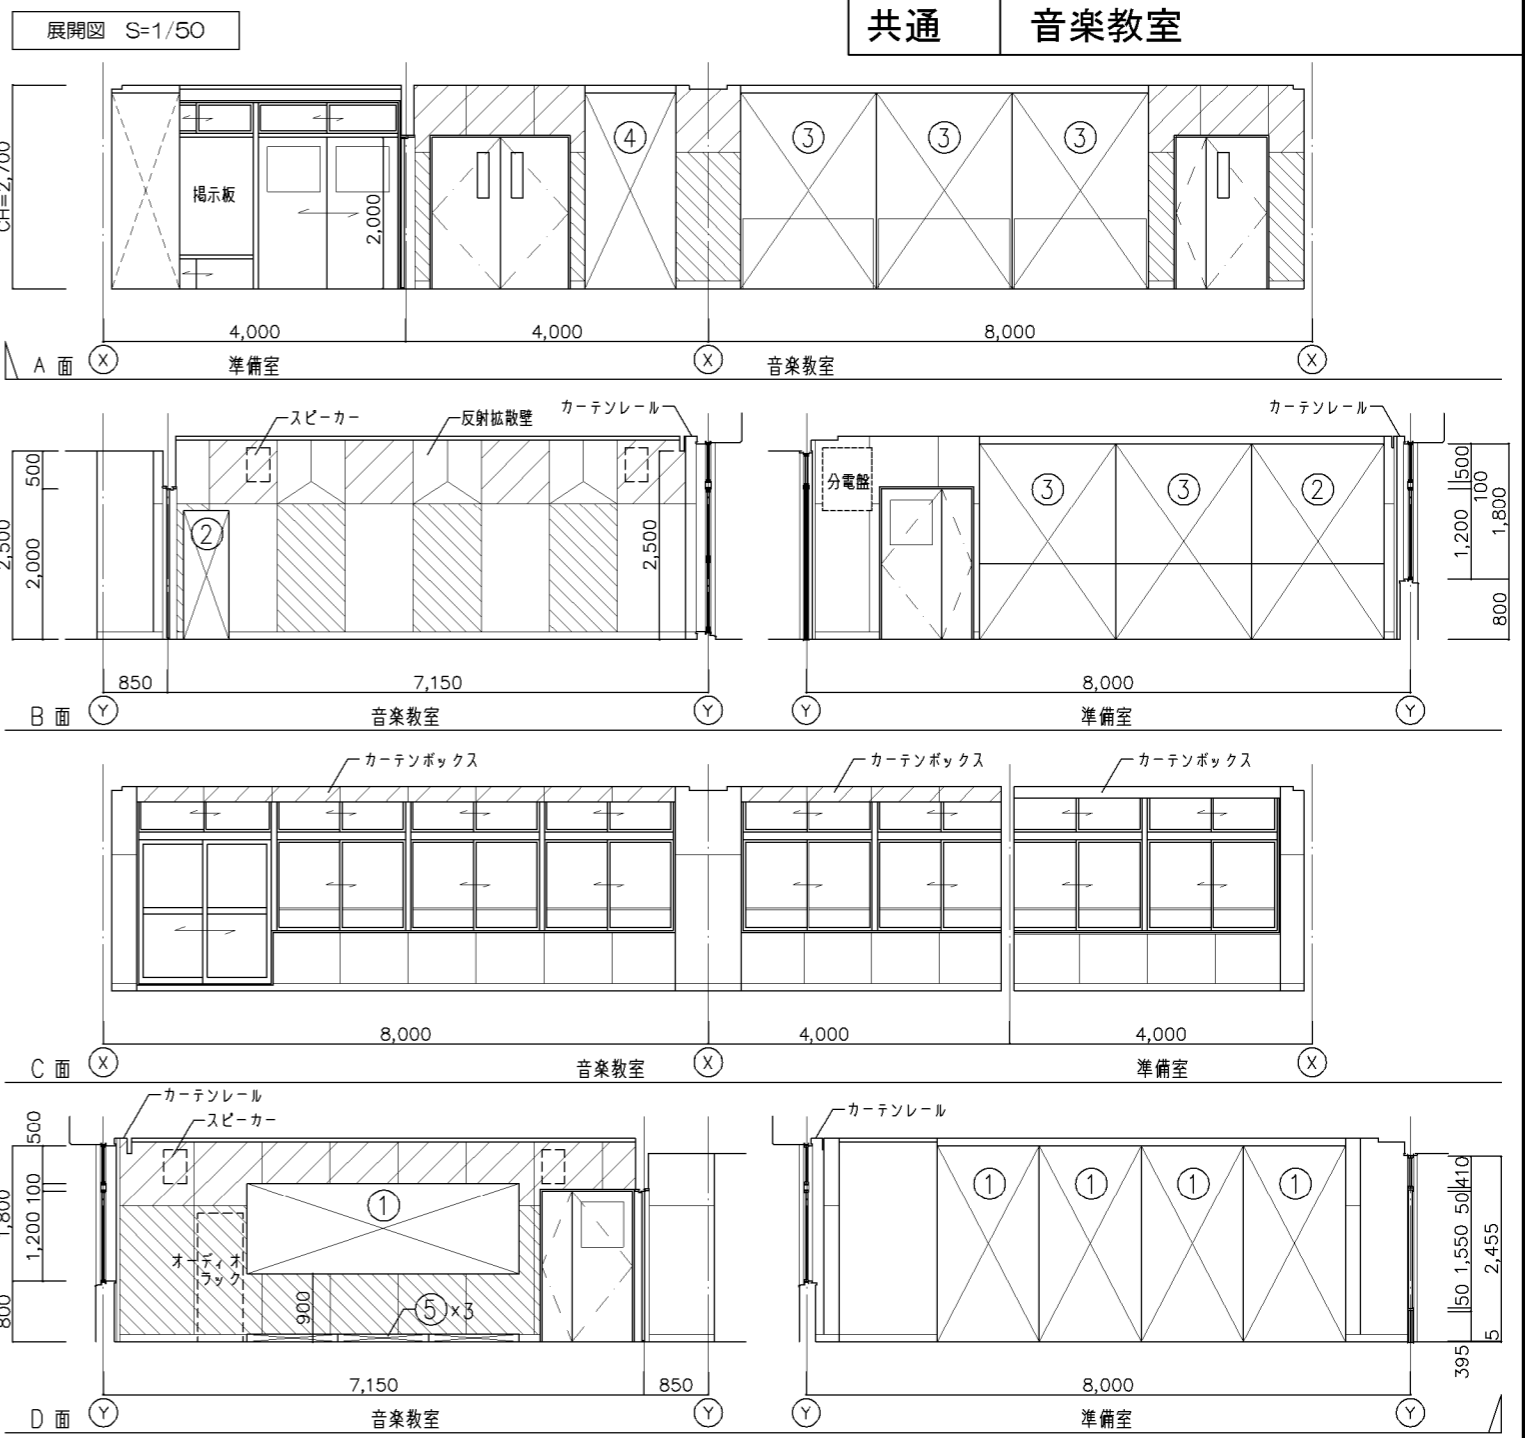 展開図 S=1/50
共通 音楽教室
CH=2,700
掲示板
2,000
④ ③ ③ ③
4,000 4,000 8,000
A 面 X 準備室 X 音楽教室 X
スピーカー 反射拡散壁 カーテンレール カーテンレール
500
2,500
2,000
②
2,500
分電盤
③ ③ ②
500
100
1,200
1,800
800
850 7,150 8,000
B 面 Y 音楽教室 Y Y 準備室 Y
カーテンボックス カーテンボックス カーテンボックス
8,000 4,000 4,000
C 面 X 音楽教室 X 準備室 X
カーテンレール
スピーカー
カーテンレール
500
100
1,200
1,800
800
①
オーディオ
ラック
900
⑤×3
① ① ① ①
410
50
1,550
50
2,455
395
5
7,150 850 8,000
D 面 Y 音楽教室 Y Y 準備室 Y